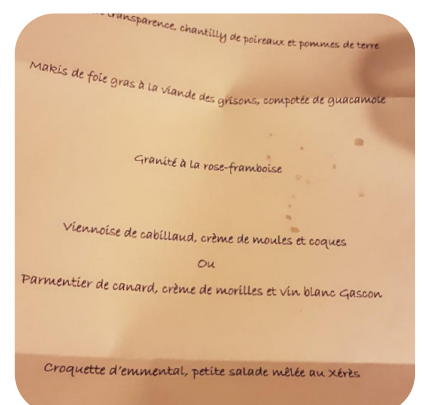 transparence, chantilly de poireaux et pommes de terre
Makis de foie gras à la viande des grisons, compotée de guacamole
Granité à la rose-framboise
Viennoise de cabillaud, crème de moules et coques
Ou
Parmentier de canard, crème de morilles et vin blanc Gascon
Croquette d'emmental, petite salade mêlée au Xérès